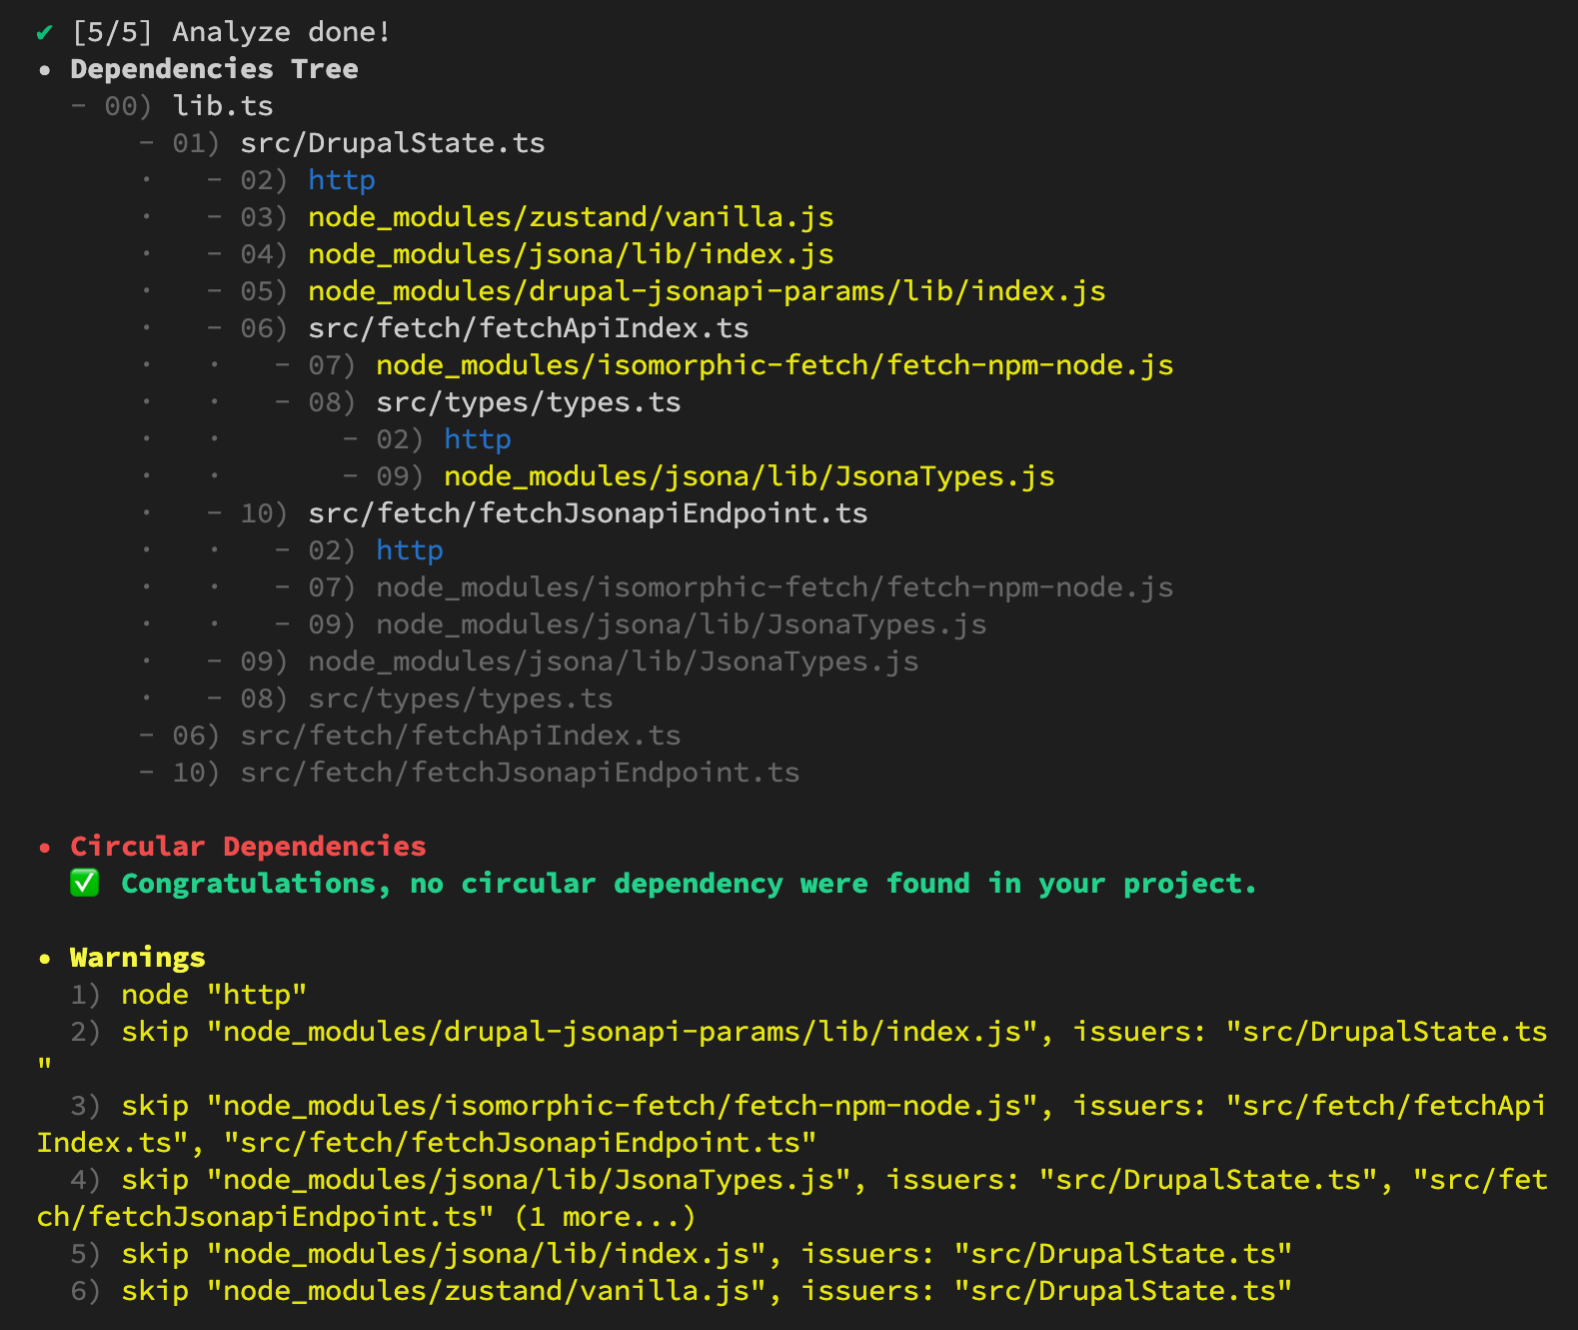 ✔ [5/5] Analyze done!
• Dependencies Tree
  - 00) lib.ts
      - 01) src/DrupalState.ts
      ·   - 02) http
      ·   - 03) node_modules/zustand/vanilla.js
      ·   - 04) node_modules/jsona/lib/index.js
      ·   - 05) node_modules/drupal-jsonapi-params/lib/index.js
      ·   - 06) src/fetch/fetchApiIndex.ts
      ·   ·   - 07) node_modules/isomorphic-fetch/fetch-npm-node.js
      ·   ·   - 08) src/types/types.ts
      ·   ·       - 02) http
      ·   ·       - 09) node_modules/jsona/lib/JsonaTypes.js
      ·   - 10) src/fetch/fetchJsonapiEndpoint.ts
      ·   ·   - 02) http
      ·   ·   - 07) node_modules/isomorphic-fetch/fetch-npm-node.js
      ·   ·   - 09) node_modules/jsona/lib/JsonaTypes.js
      ·   - 09) node_modules/jsona/lib/JsonaTypes.js
      ·   - 08) src/types/types.ts
      - 06) src/fetch/fetchApiIndex.ts
      - 10) src/fetch/fetchJsonapiEndpoint.ts
• Circular Dependencies
  ✅ Congratulations, no circular dependency were found in your project.
• Warnings
  1) node "http"
  2) skip "node_modules/drupal-jsonapi-params/lib/index.js", issuers: "src/DrupalState.ts
"
  3) skip "node_modules/isomorphic-fetch/fetch-npm-node.js", issuers: "src/fetch/fetchApi
Index.ts", "src/fetch/fetchJsonapiEndpoint.ts"
  4) skip "node_modules/jsona/lib/JsonaTypes.js", issuers: "src/DrupalState.ts", "src/fet
ch/fetchJsonapiEndpoint.ts" (1 more...)
  5) skip "node_modules/jsona/lib/index.js", issuers: "src/DrupalState.ts"
  6) skip "node_modules/zustand/vanilla.js", issuers: "src/DrupalState.ts"